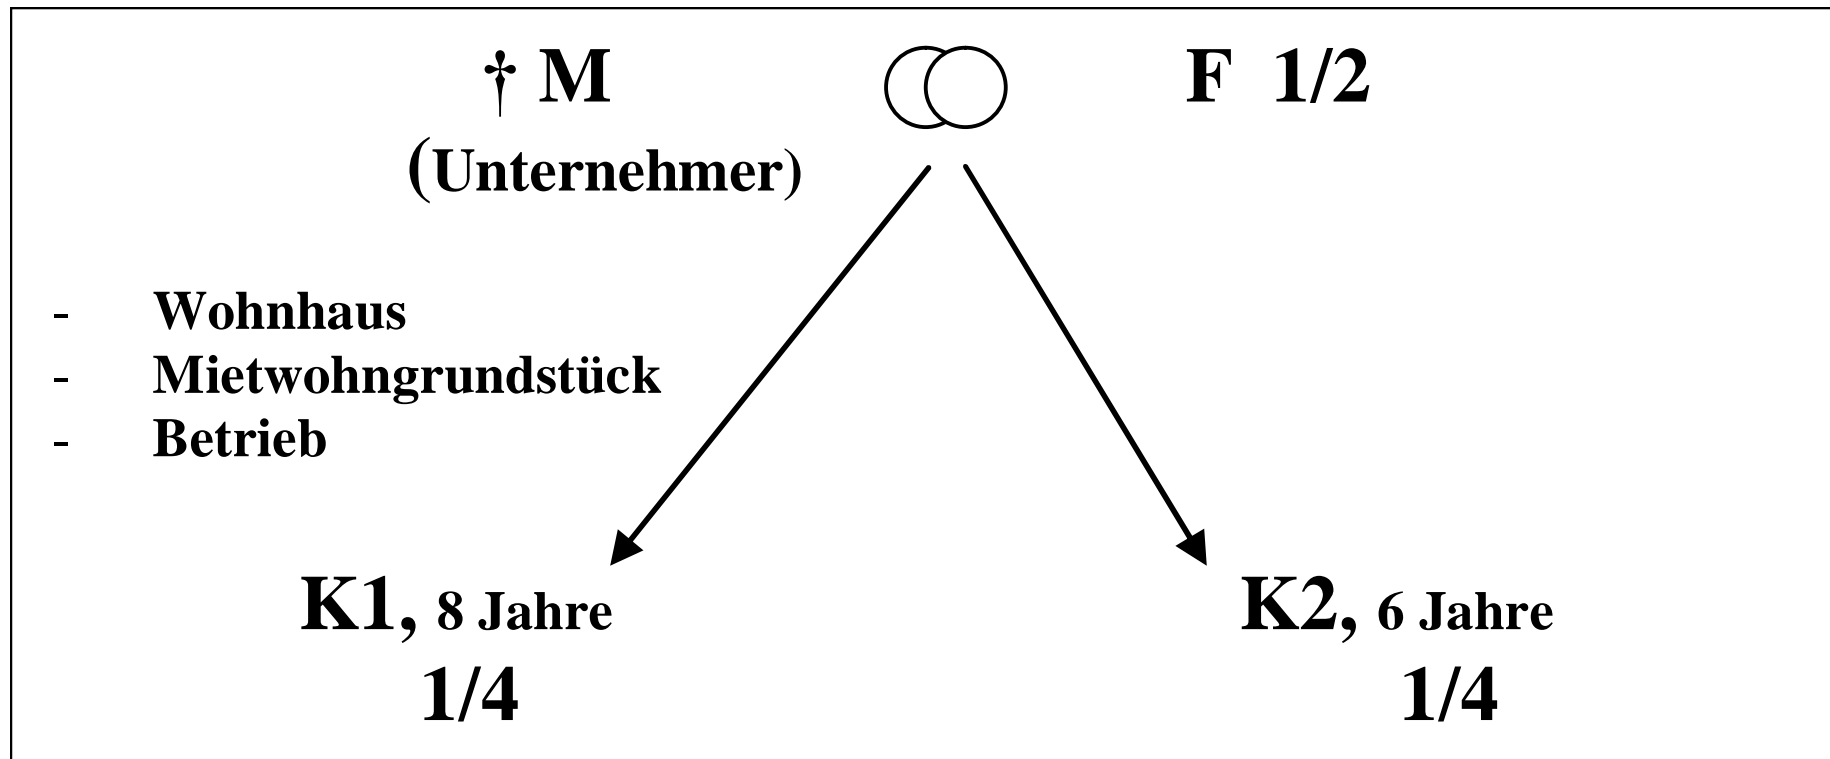 † M F 1/2
(Unternehmer)
- Wohnhaus
- Mietwohngrundstück
- Betrieb
K1, 8 Jahre K2, 6 Jahre
1/4 1/4